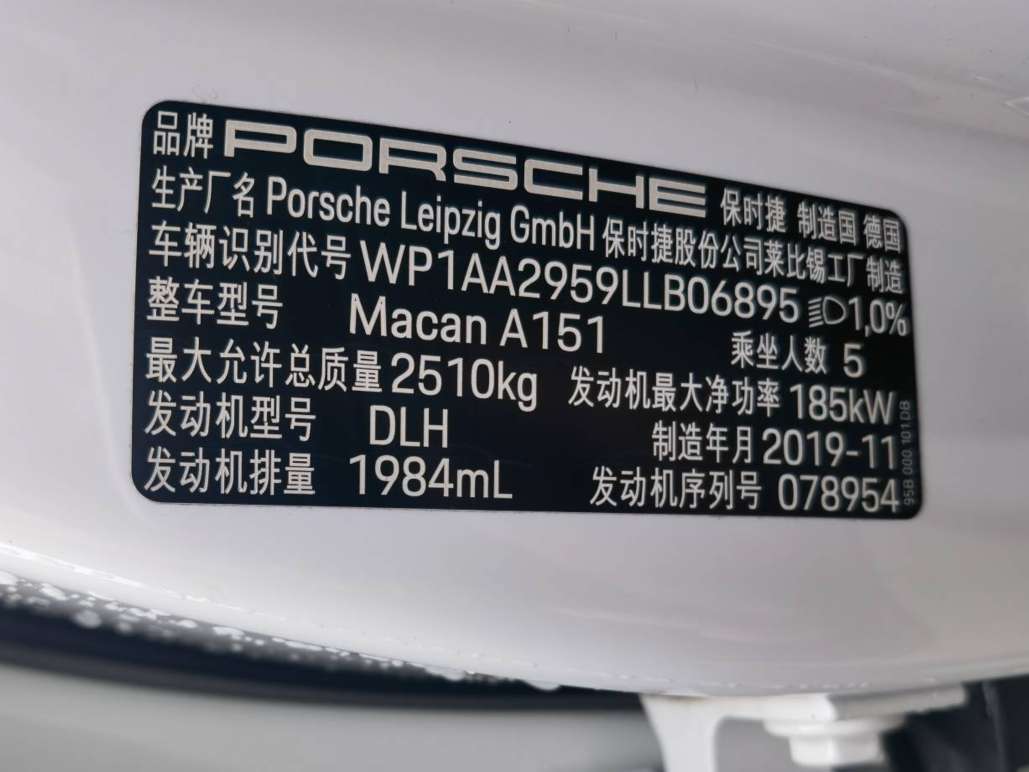 品牌 PORSCHE 保时捷 制造国 德国
生产厂名 Porsche Leipzig GmbH 保时捷股份公司莱比锡工厂制造
车辆识别代号 WP1AA2959LLB06895 1,0%
整车型号 Macan A151 乘坐人数 5
最大允许总质量 2510kg 发动机最大净功率 185kW
发动机型号 DLH 制造年月 2019-11
发动机排量 1984mL 发动机序列号 078954
95B.000.101.DB